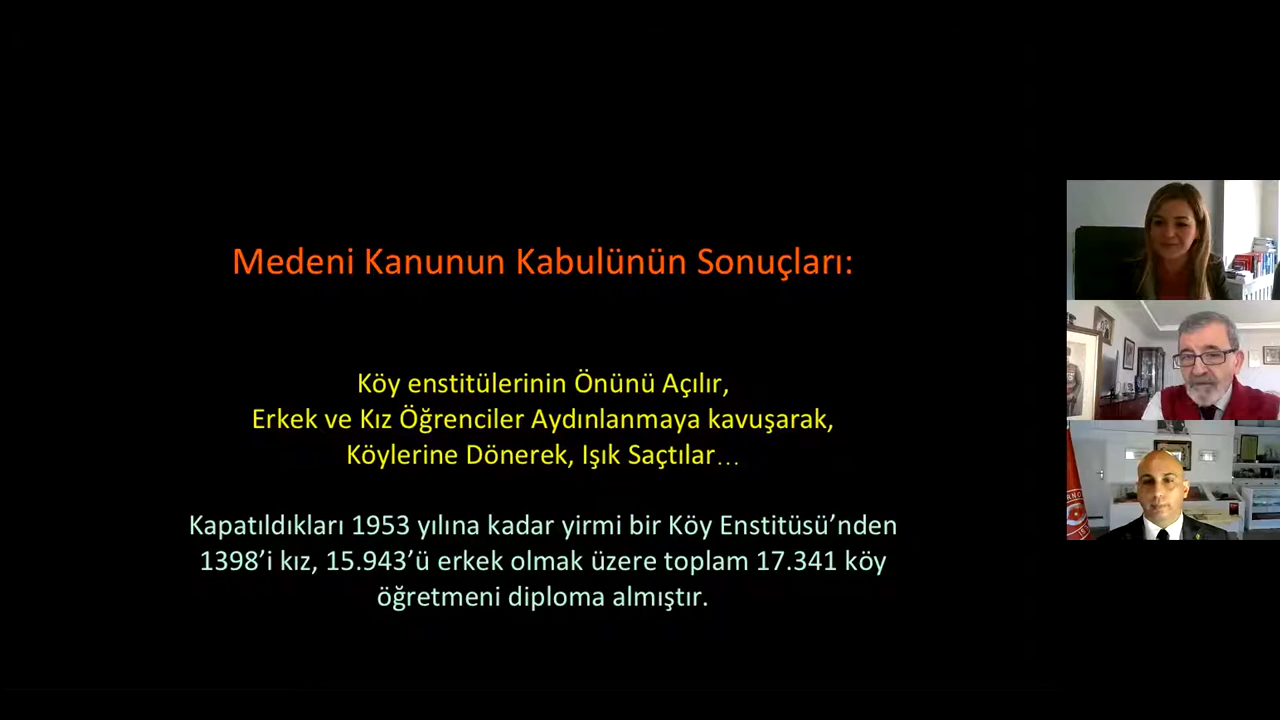 Medeni Kanunun Kabulünün Sonuçları:
Köy enstitülerinin Önünü Açılır,
Erkek ve Kız Öğrenciler Aydınlanmaya kavuşarak,
Köylerine Dönerek, Işık Saçtılar…
Kapatıldıkları 1953 yılına kadar yirmi bir Köy Enstitüsü’nden
1398’i kız, 15.943’ü erkek olmak üzere toplam 17.341 köy
öğretmeni diploma almıştır.